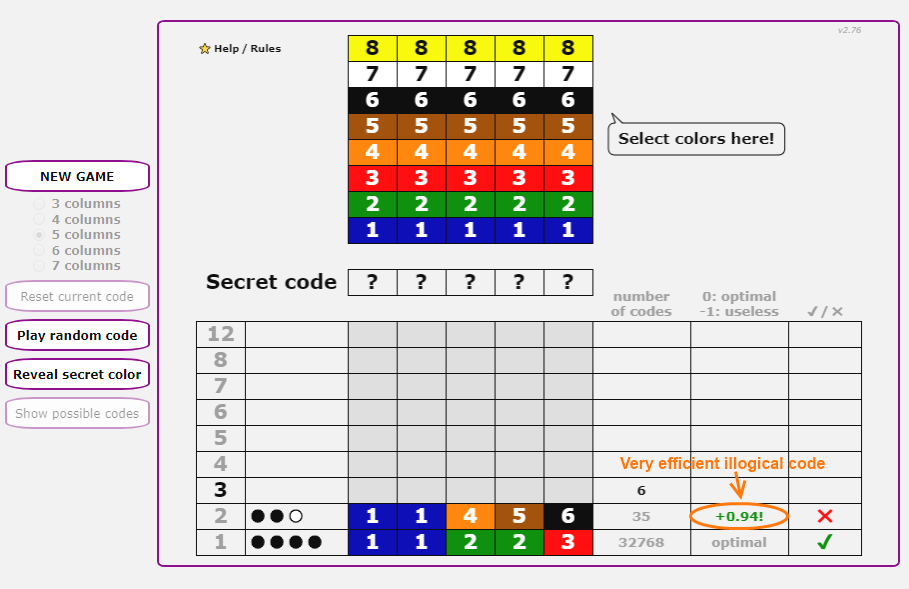 v2.76
Help / Rules
8 8 8 8 8
7 7 7 7 7
6 6 6 6 6
5 5 5 5 5
4 4 4 4 4
3 3 3 3 3
2 2 2 2 2
1 1 1 1 1
Select colors here!
NEW GAME
3 columns
4 columns
5 columns
6 columns
7 columns
Reset current code
Play random code
Reveal secret color
Show possible codes
Secret code ? ? ? ? ?
number
of codes
0: optimal
-1: useless
✓/✕
12
8
7
6
5
4
Very efficient illogical code
3 6
2 1 1 4 5 6 35 +0.94! ✕
1 1 1 2 2 3 32768 optimal ✓